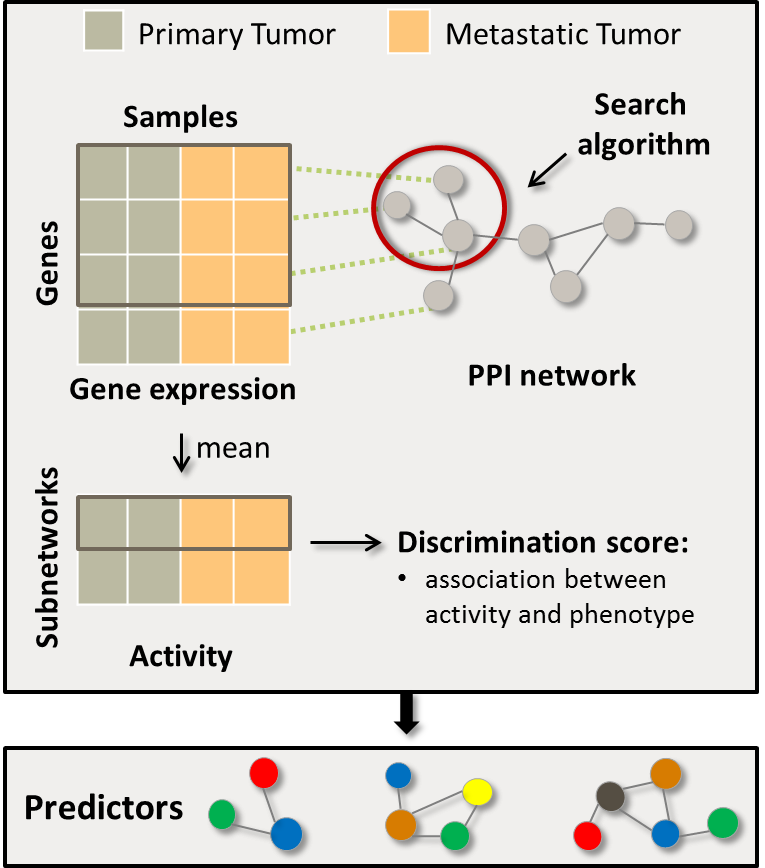 Primary Tumor
Metastatic Tumor
Samples
Search
algorithm
Genes
Gene expression
PPI network
mean
Subnetworks
Discrimination score:
• association between
activity and phenotype
Activity
Predictors